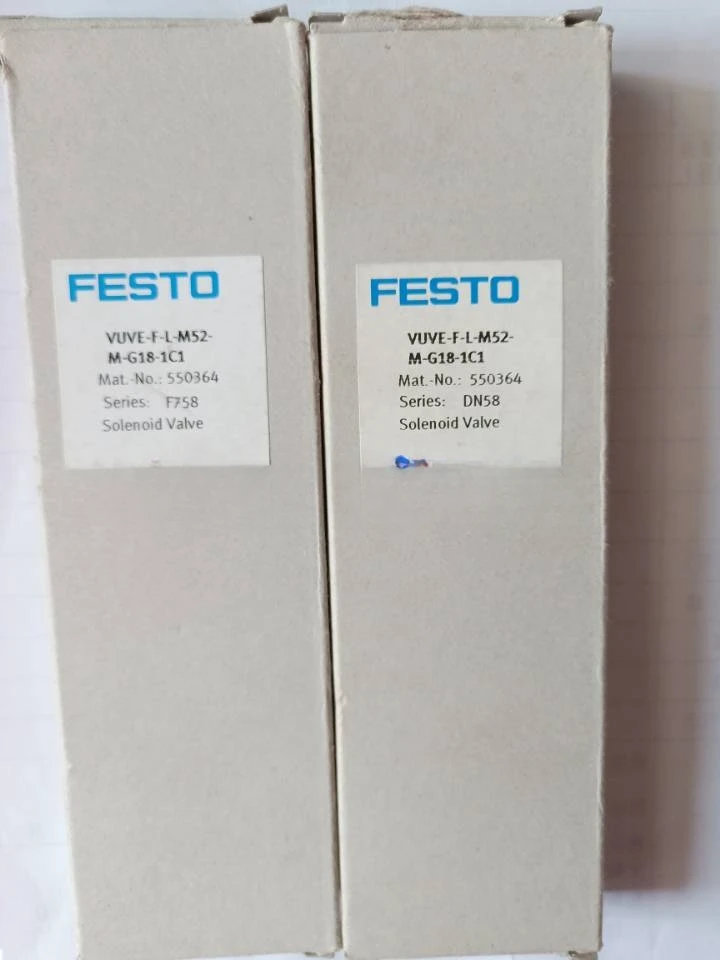 FESTO
VUVE-F-L-M52-
M-G18-1C1
Mat.-No.: 550364
Series: F758
Solenoid Valve
FESTO
VUVE-F-L-M52-
M-G18-1C1
Mat.-No.: 550364
Series: DN58
Solenoid Valve